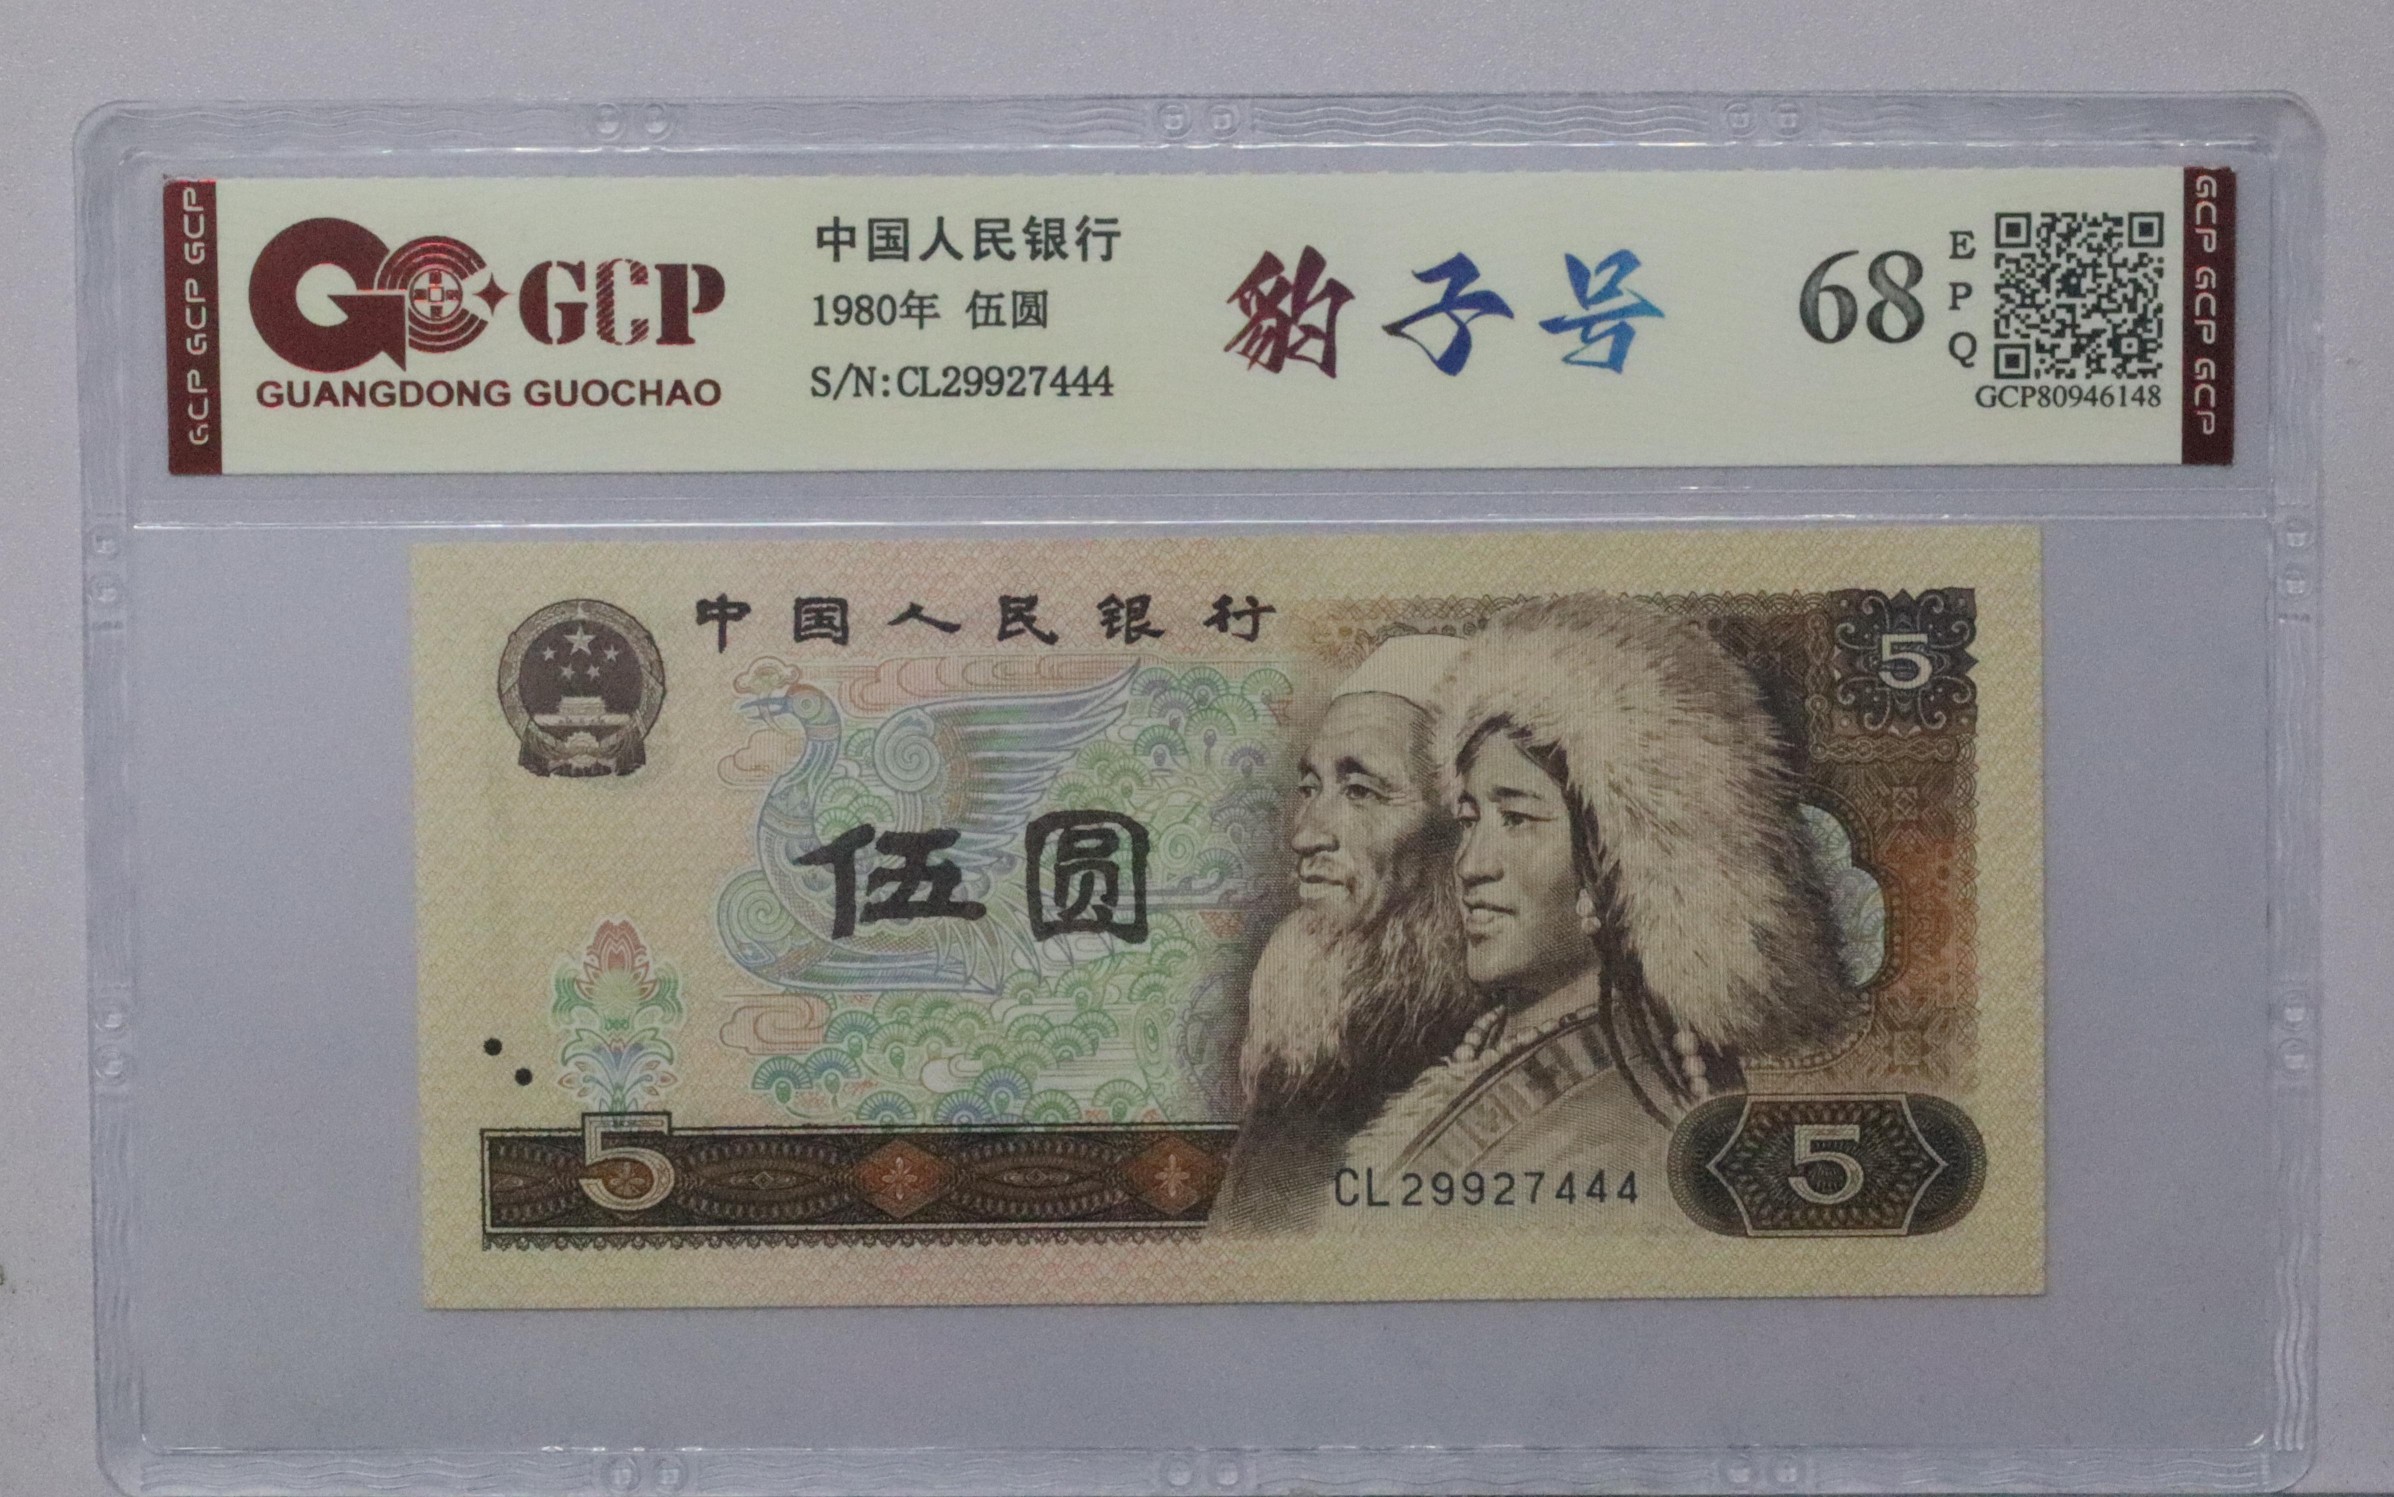 GCP GCP GCP
GCP
GUANGDONG GUOCHAO
中国人民银行
1980年 伍圆
S/N:CL29927444
豹子号
68
E
P
Q
GCP80946148
GCP GCP GCP
中国人民银行
5
伍圆
5
CL29927444
5